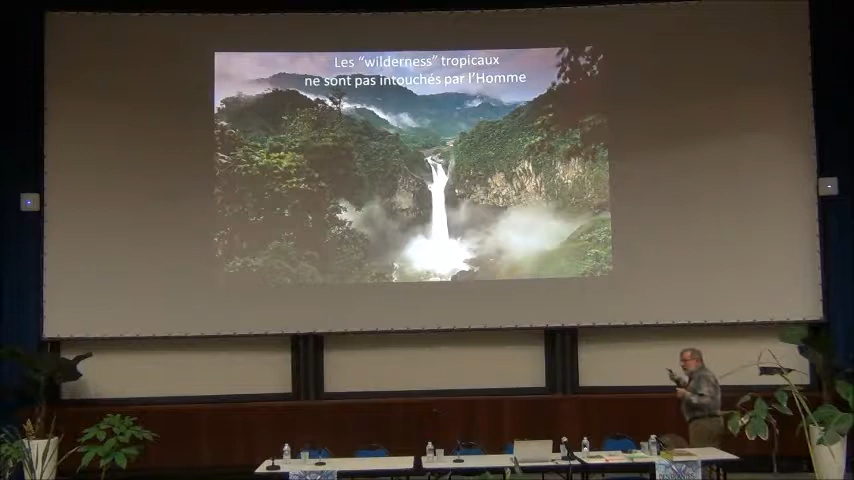 Les “wilderness” tropicaux
ne sont pas intouchés par l’Homme